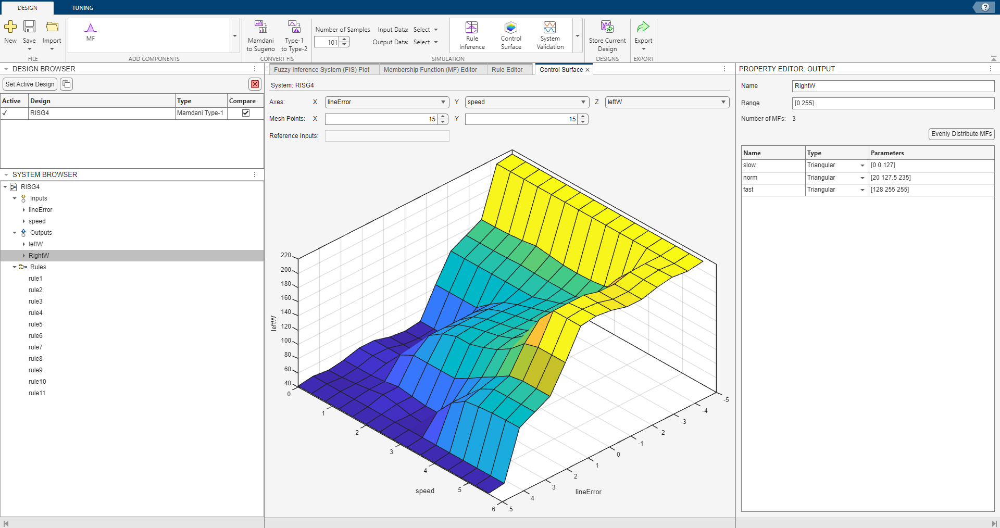 DESIGN
TUNING
?
New
Save
Import
FILE
MF
ADD COMPONENTS
Mamdani
to Sugeno
Type-1
to Type-2
CONVERT FIS
Number of Samples
101
Input Data: Select
Output Data: Select
Rule
Inference
Control
Surface
System
Validation
SIMULATION
Store Current
Design
DESIGNS
Export
EXPORT
DESIGN BROWSER
Set Active Design
Active Design Type Compare
RISG4 Mamdani Type-1
SYSTEM BROWSER
RISG4
Inputs
lineError
speed
Outputs
leftW
RightW
Rules
rule1
rule2
rule3
rule4
rule5
rule6
rule7
rule8
rule9
rule10
rule11
Fuzzy Inference System (FIS) Plot
Membership Function (MF) Editor
Rule Editor
Control Surface
System: RISG4
Axes: X lineError Y speed Z leftW
Mesh Points: X 15 Y 15
Reference Inputs:
220
200
180
160
140
120
100
80
60
40
leftW
0
1
2
3
4
5
6
speed
5
4
3
2
1
0
-1
-2
-3
-4
-5
lineError
PROPERTY EDITOR: OUTPUT
Name RightW
Range [0 255]
Number of MFs: 3
Evenly Distribute MFs
Name Type Parameters
slow Triangular [0 0 127]
norm Triangular [20 127.5 235]
fast Triangular [128 255 255]